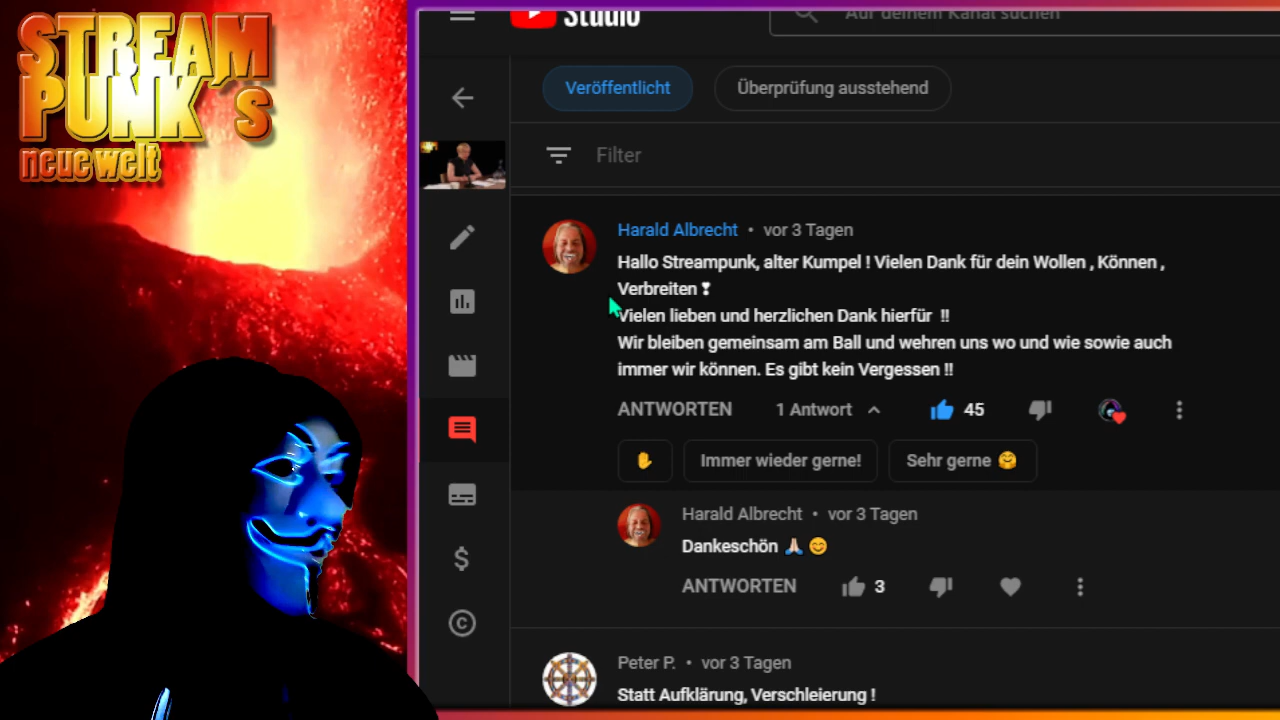 STREAM
PUNK´s
neue welt
Studio
Auf deinem Kanal suchen
Veröffentlicht
Überprüfung ausstehend
Filter
Harald Albrecht • vor 3 Tagen
Hallo Streampunk, alter Kumpel ! Vielen Dank für dein Wollen , Können ,
Verbreiten ❣
Vielen lieben und herzlichen Dank hierfür ‼
Wir bleiben gemeinsam am Ball und wehren uns wo und wie sowie auch
immer wir können. Es gibt kein Vergessen ‼
ANTWORTEN 1 Antwort 45
✋ Immer wieder gerne! Sehr gerne 🤗
Harald Albrecht • vor 3 Tagen
Dankeschön 🙏🏻 😊
ANTWORTEN 3
Peter P. • vor 3 Tagen
Statt Aufklärung, Verschleierung !